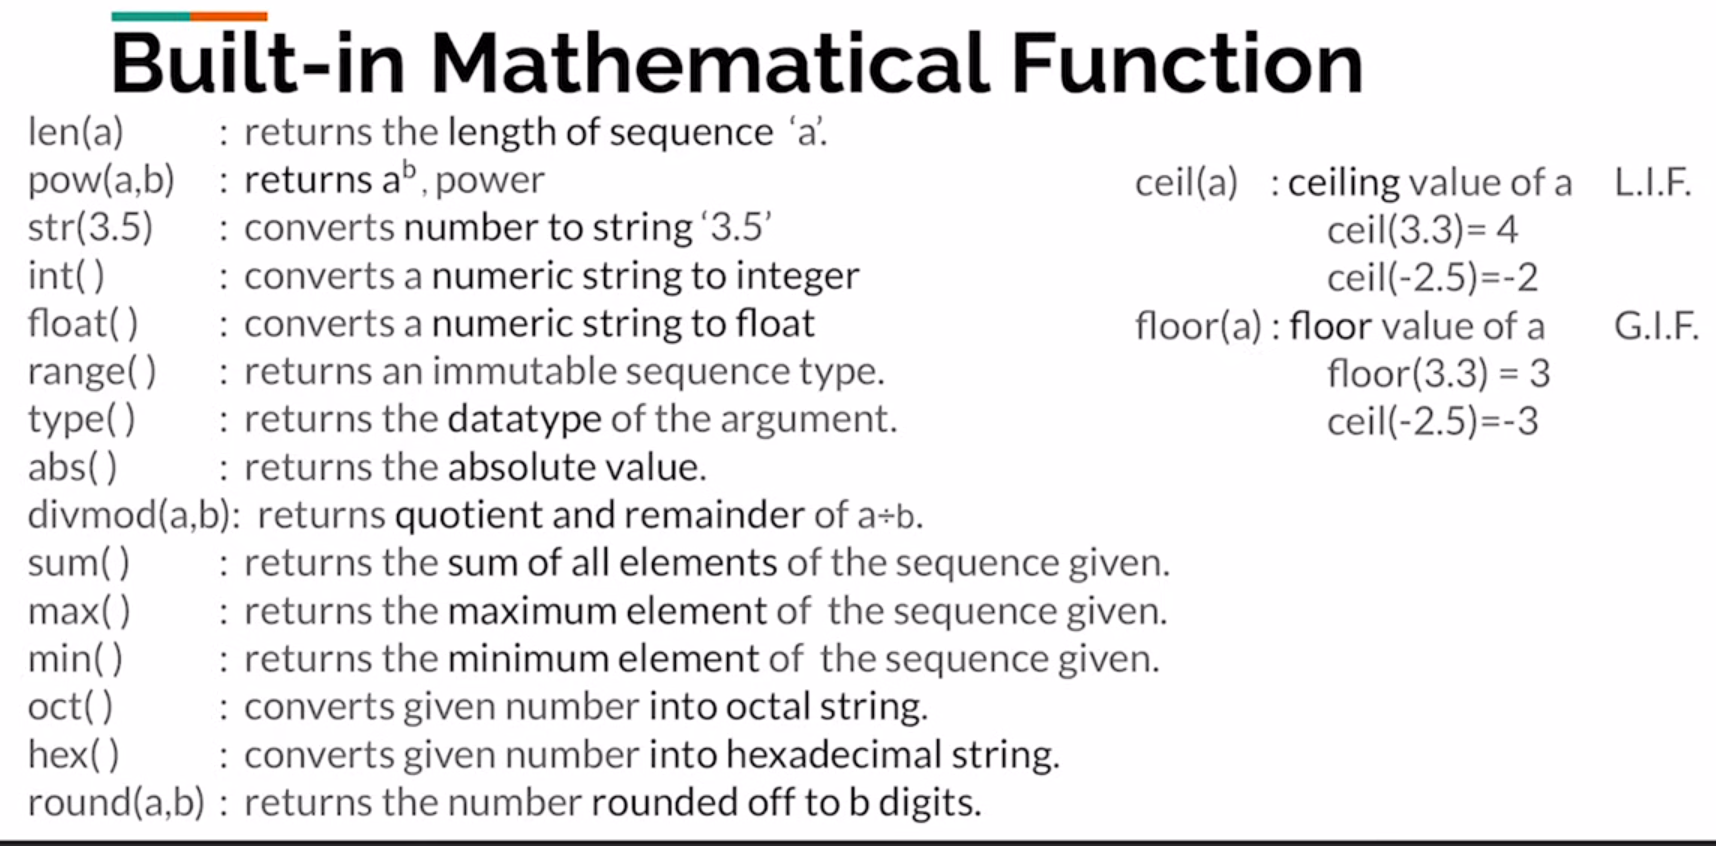 Built-in Mathematical Function
len(a) : returns the length of sequence ‘a’.
pow(a,b) : returns aᵇ, power
str(3.5) : converts number to string ‘3.5’
int( ) : converts a numeric string to integer
float( ) : converts a numeric string to float
range( ) : returns an immutable sequence type.
type( ) : returns the datatype of the argument.
abs( ) : returns the absolute value.
divmod(a,b): returns quotient and remainder of a÷b.
sum( ) : returns the sum of all elements of the sequence given.
max( ) : returns the maximum element of the sequence given.
min( ) : returns the minimum element of the sequence given.
oct( ) : converts given number into octal string.
hex( ) : converts given number into hexadecimal string.
round(a,b) : returns the number rounded off to b digits.
ceil(a) : ceiling value of a L.I.F.
ceil(3.3)= 4
ceil(-2.5)=-2
floor(a) : floor value of a G.I.F.
floor(3.3) = 3
ceil(-2.5)=-3